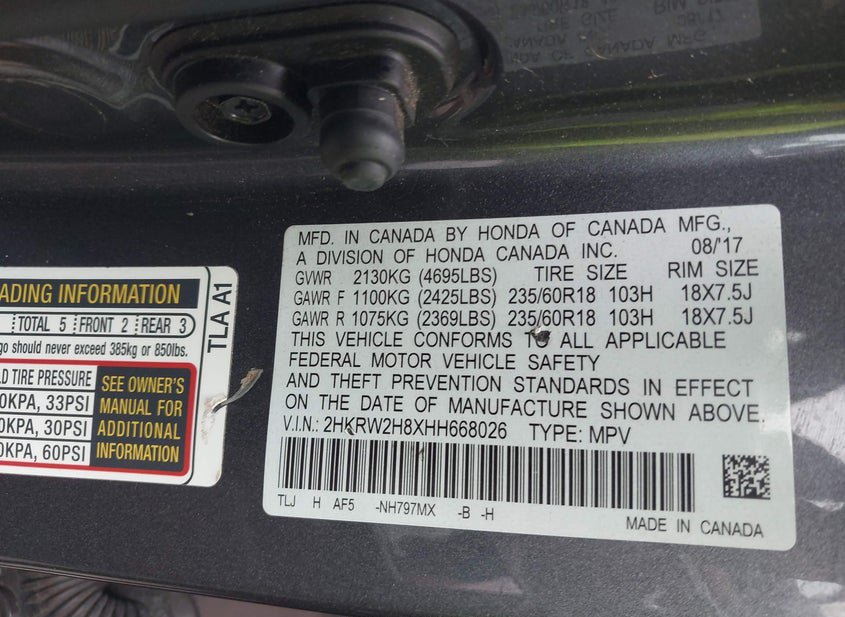 MFD. IN CANADA BY HONDA OF CANADA MFG.,
A DIVISION OF HONDA CANADA INC. 08/'17
GVWR 2130KG (4695LBS) TIRE SIZE RIM SIZE
GAWR F 1100KG (2425LBS) 235/60R18 103H 18X7.5J
GAWR R 1075KG (2369LBS) 235/60R18 103H 18X7.5J
THIS VEHICLE CONFORMS TO ALL APPLICABLE
FEDERAL MOTOR VEHICLE SAFETY
AND THEFT PREVENTION STANDARDS IN EFFECT
ON THE DATE OF MANUFACTURE SHOWN ABOVE.
V.I.N.: 2HKRW2H8XHH668026 TYPE: MPV
TLJ H AF5 -NH797MX -B -H
MADE IN CANADA
ADING INFORMATION
TOTAL 5 FRONT 2 REAR 3
go should never exceed 385kg or 850lbs.
LD TIRE PRESSURE
0KPA, 33PSI
0KPA, 30PSI
0KPA, 60PSI
SEE OWNER'S
MANUAL FOR
ADDITIONAL
INFORMATION
TLA A1